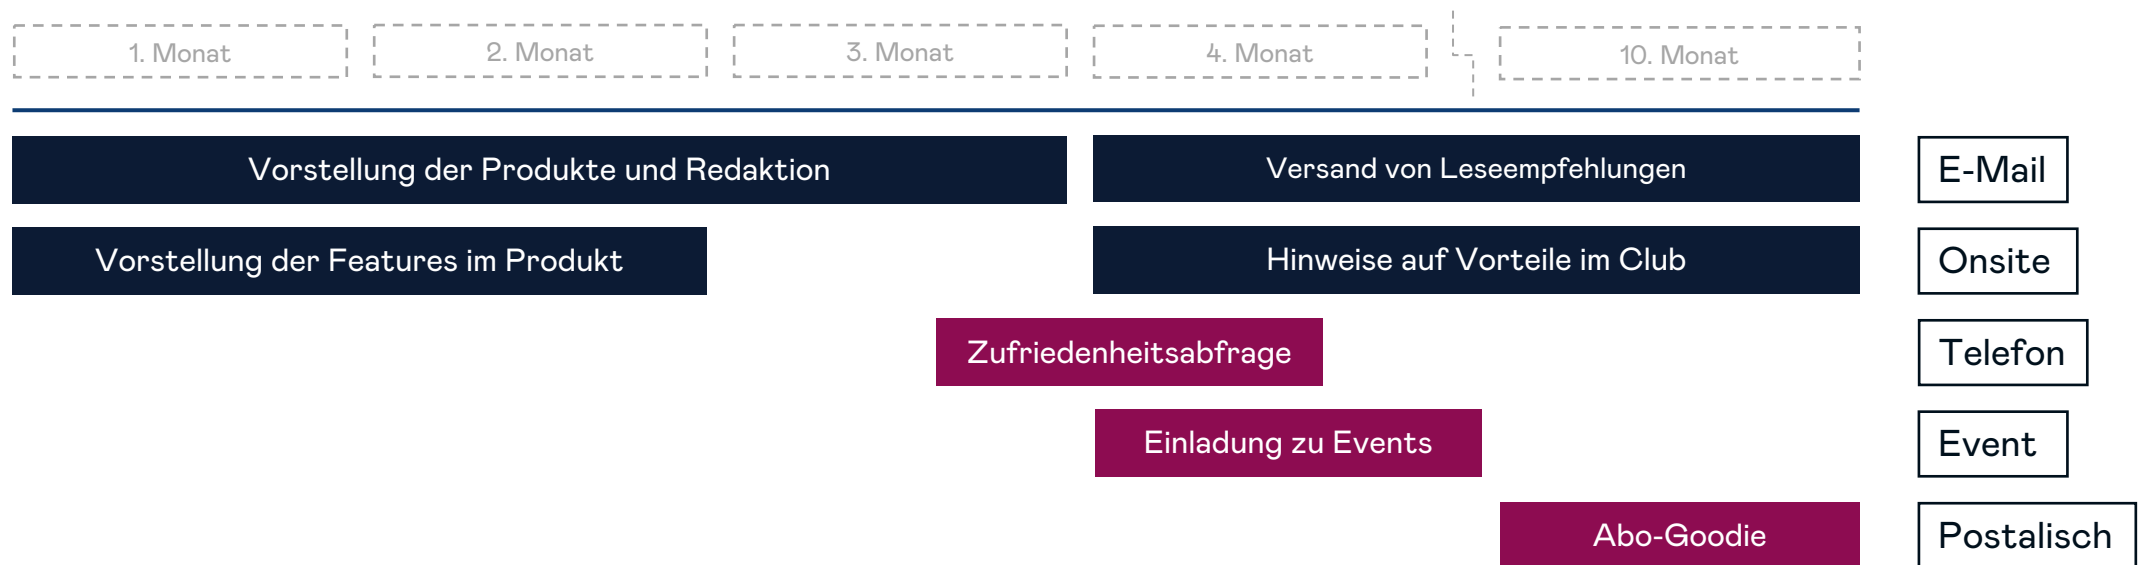 1. Monat 2. Monat 3. Monat 4. Monat 10. Monat
Vorstellung der Produkte und Redaktion Versand von Leseempfehlungen E-Mail
Vorstellung der Features im Produkt Hinweise auf Vorteile im Club Onsite
Zufriedenheitsabfrage Telefon
Einladung zu Events Event
Abo-Goodie Postalisch